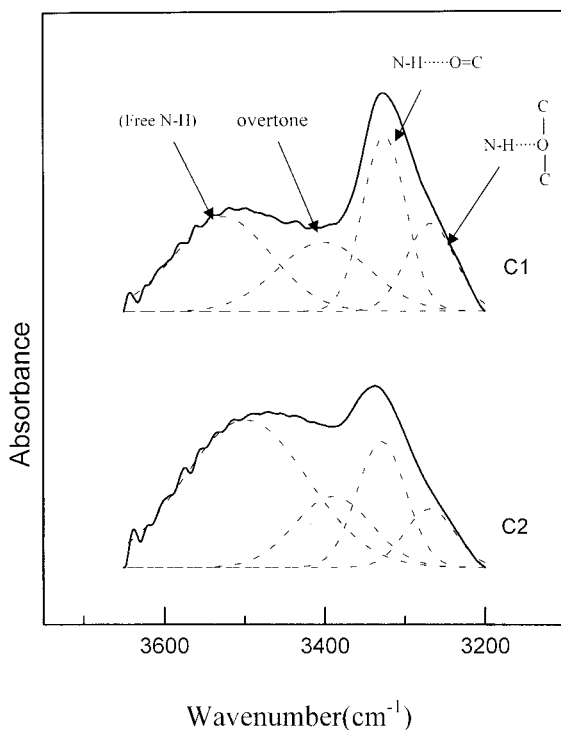 N-H······O=C
(Free N-H)
overtone
C
N-H····O
C
C1
C2
Absorbance
3600
3400
3200
Wavenumber(cm⁻¹)